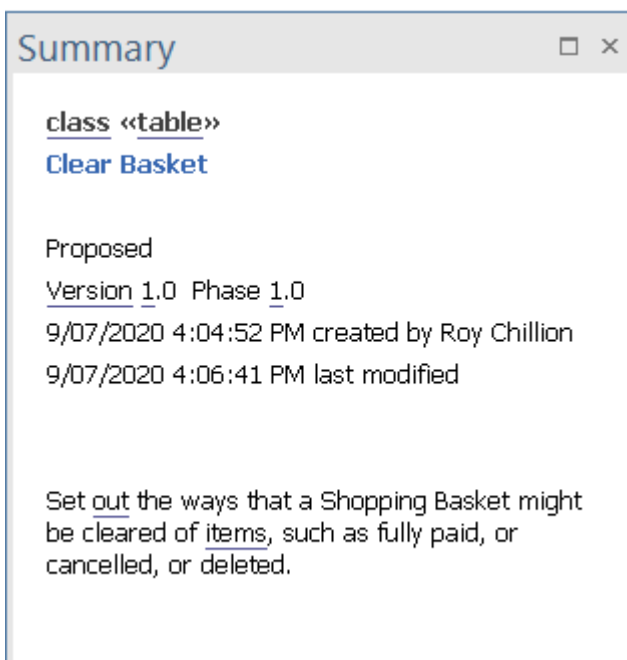 Summary
class «table»
Clear Basket
Proposed
Version 1.0 Phase 1.0
9/07/2020 4:04:52 PM created by Roy Chillion
9/07/2020 4:06:41 PM last modified
Set out the ways that a Shopping Basket might
be cleared of items, such as fully paid, or
cancelled, or deleted.